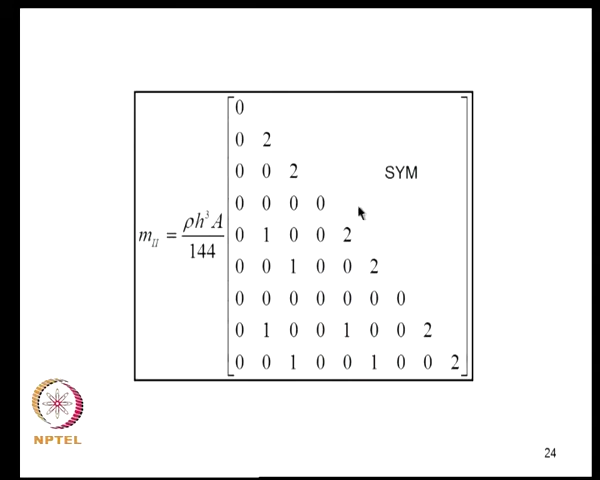 0
0 2
0 0 2 SYM
0 0 0 0
m_II = ρh³A / 144
0 1 0 0 2
0 0 1 0 0 2
0 0 0 0 0 0 0
0 1 0 0 1 0 0 2
0 0 1 0 0 1 0 0 2
NPTEL
24